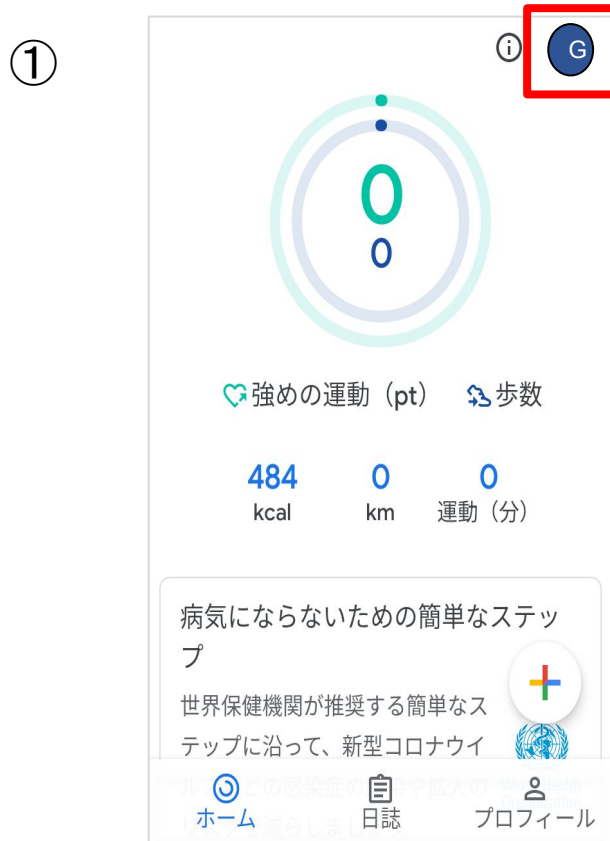 ①
G
0
0
強めの運動（pt）
歩数
484
0
0
kcal
km
運動（分）
病気にならないための簡単なステッ
プ
世界保健機関が推奨する簡単なス
テップに沿って、新型コロナウイ
ホーム
日誌
プロフィール